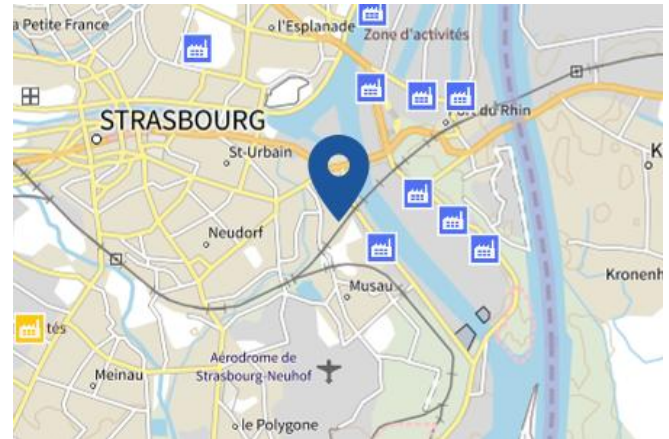 a Petite France
l'Esplanade
Zone d'activités
STRASBOURG
du Rhin
St-Urbain
K
Neudorf
Kronenh
Musau
tés
Aérodrome de
Strasbourg-Neuhof
Meinau
le Polygone